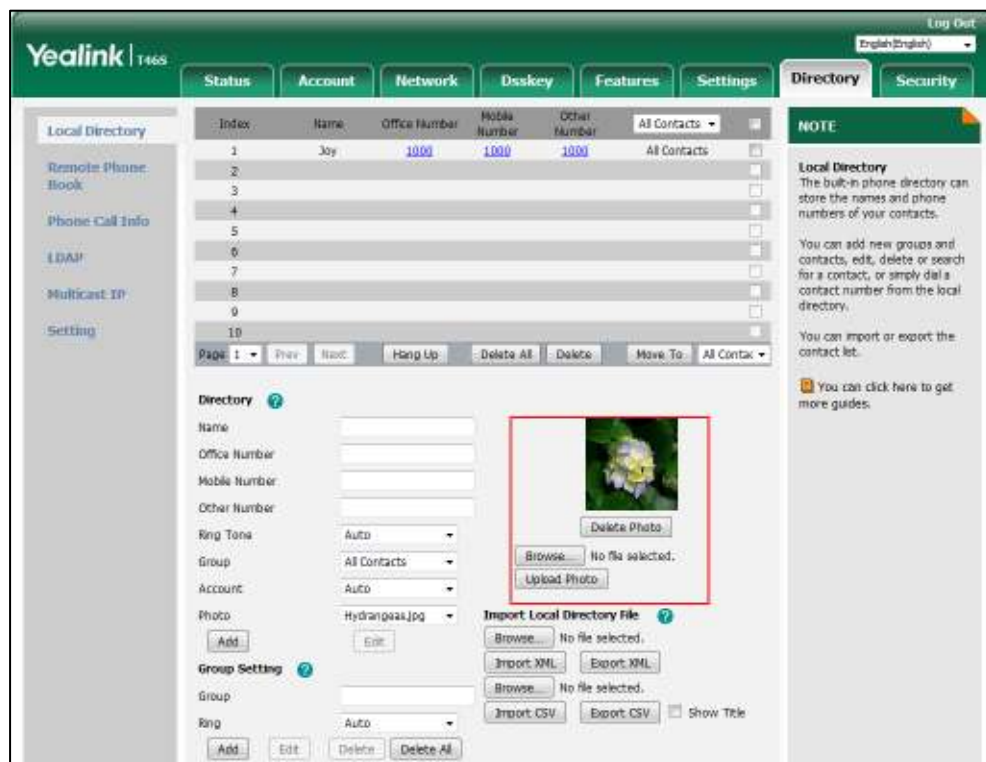 Log Out
Yealink T46S
English(English)
Status Account Network Dsskey Features Settings Directory Security
Local Directory
Remote Phone Book
Phone Call Info
LDAP
Multicast IP
Setting
Index Name Office Number Mobile Number Other Number All Contacts
1 Joy 1000 1000 1000 All Contacts
2
3
4
5
6
7
8
9
10
Page 1 Prev Next Hang Up Delete All Delete Move To All Contac
Directory
Name
Office Number
Mobile Number
Other Number
Ring Tone Auto
Group All Contacts
Account Auto
Photo Hydrangeas.jpg
Add Edit
Group Setting
Group
Ring Auto
Add Edit Delete Delete All
Delete Photo
Browse... No file selected.
Upload Photo
Import Local Directory File
Browse... No file selected.
Import XML Export XML
Browse... No file selected.
Import CSV Export CSV Show Title
NOTE
Local Directory
The built-in phone directory can
store the names and phone
numbers of your contacts.
You can add new groups and
contacts, edit, delete or search
for a contact, or simply dial a
contact number from the local
directory.
You can import or export the
contact list.
You can click here to get
more guides.